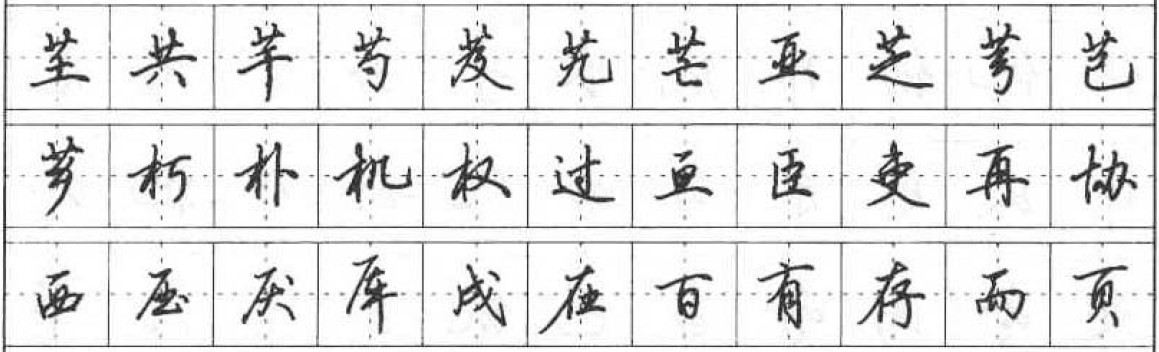 芏共芊芍芨芄芒亚芝芎芑
芗朽朴机权过亘臣吏再协
西压厌厍戌在百有存而页